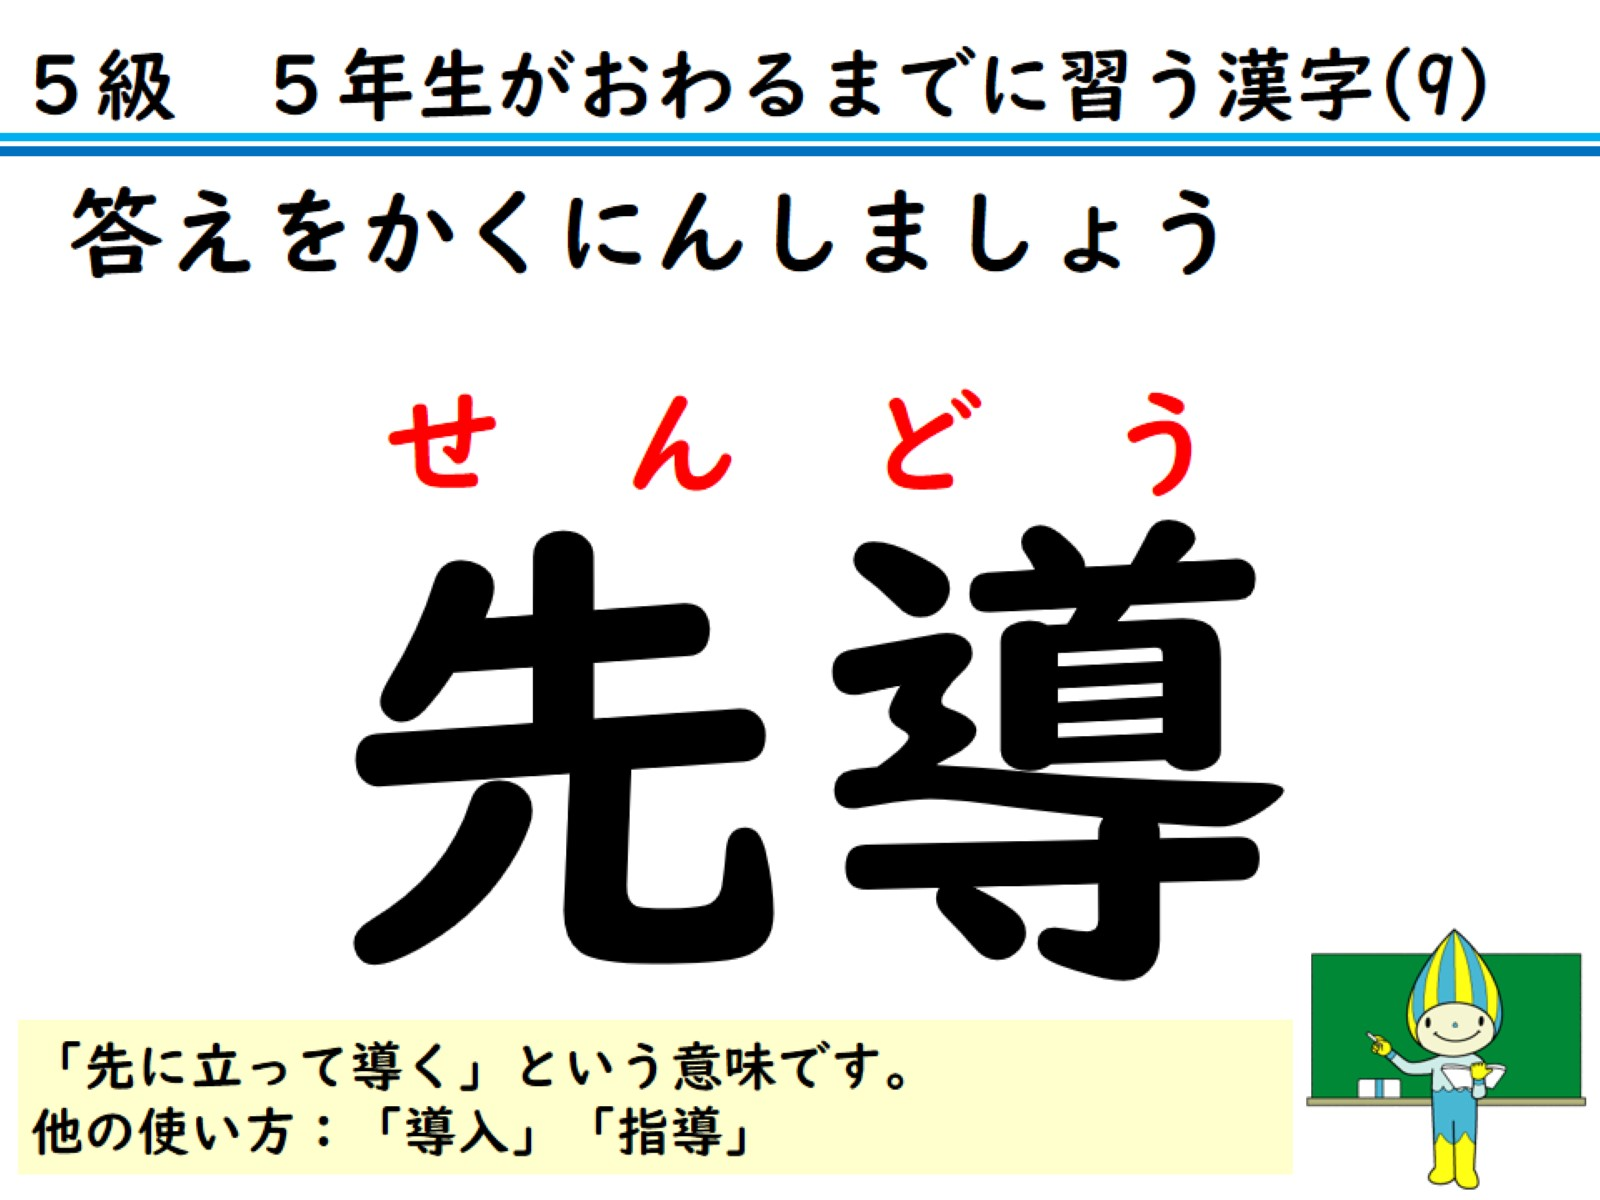 ５級　５年生がおわるまでに習う漢字(9)
答えをかくにんしましょう
せんどう
先導
「先に立って導く」という意味です。
他の使い方：「導入」「指導」